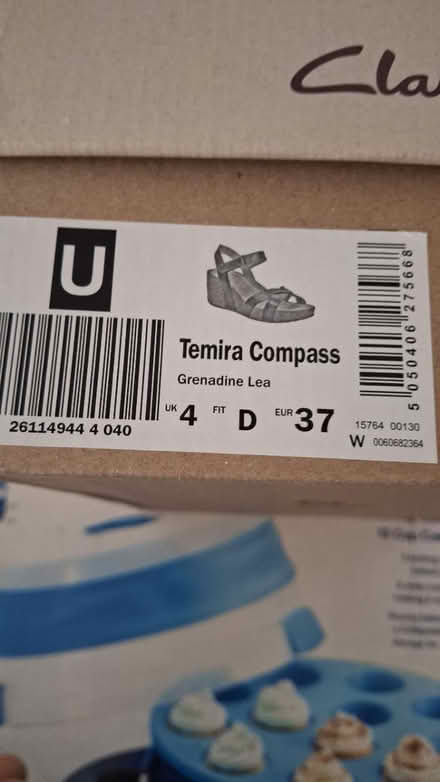 Cla
U
Temira Compass
Grenadine Lea
UK 4 FIT D EUR 37
26114944 4 040
5 050406 275668
15764 00130
W 0060682364